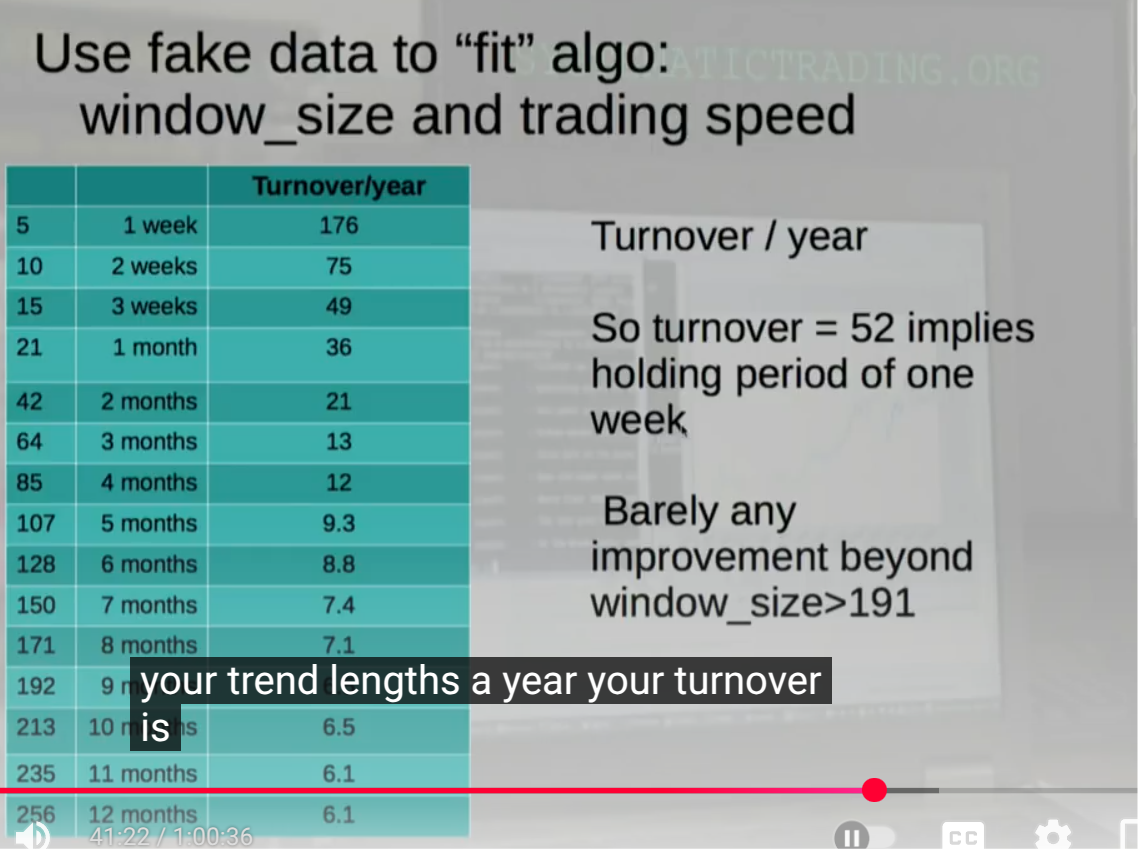 Use fake data to “fit” algo:
SYSTEMATICTRADING.ORG
window_size and trading speed
Turnover/year
5 1 week 176
10 2 weeks 75
15 3 weeks 49
21 1 month 36
42 2 months 21
64 3 months 13
85 4 months 12
107 5 months 9.3
128 6 months 8.8
150 7 months 7.4
171 8 months 7.1
192 9
213 10 6.5
235 11 months 6.1
256 12 months 6.1
Turnover / year
So turnover = 52 implies
holding period of one
week
Barely any
improvement beyond
window_size>191
your trend lengths a year your turnover
is
41:22 / 1:00:36
CC